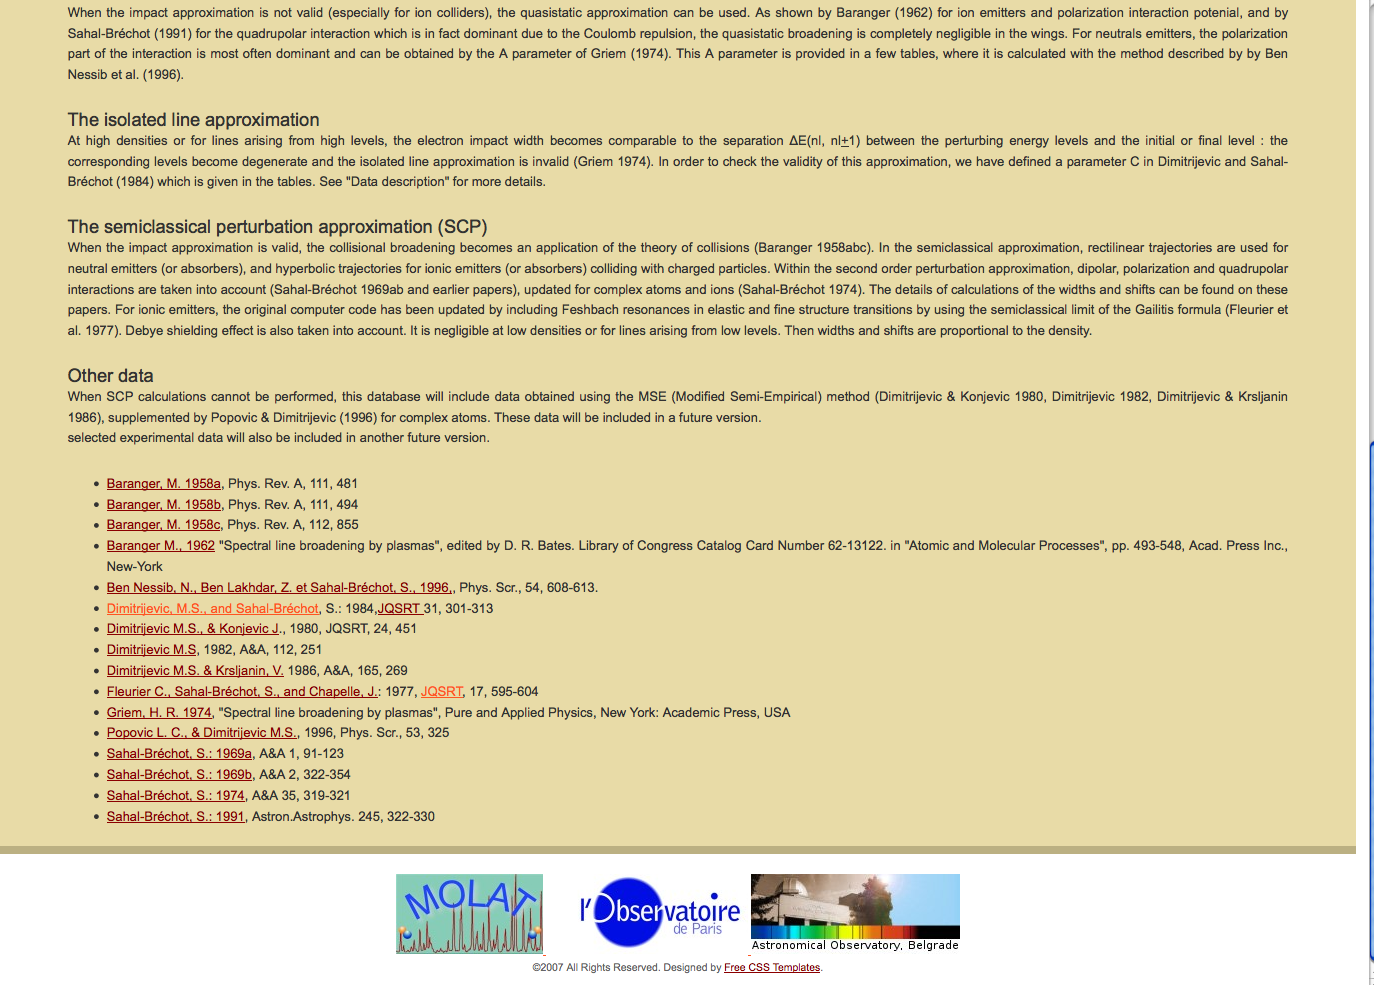 When the impact approximation is not valid (especially for ion colliders), the quasistatic approximation can be used. As shown by Baranger (1962) for ion emitters and polarization interaction potenial, and by
Sahal-Bréchot (1991) for the quadrupolar interaction which is in fact dominant due to the Coulomb repulsion, the quasistatic broadening is completely negligible in the wings. For neutrals emitters, the polarization
part of the interaction is most often dominant and can be obtained by the A parameter of Griem (1974). This A parameter is provided in a few tables, where it is calculated with the method described by by Ben
Nessib et al. (1996).
The isolated line approximation
At high densities or for lines arising from high levels, the electron impact width becomes comparable to the separation ΔE(nl, nl±1) between the perturbing energy levels and the initial or final level : the
corresponding levels become degenerate and the isolated line approximation is invalid (Griem 1974). In order to check the validity of this approximation, we have defined a parameter C in Dimitrijevic and Sahal-
Bréchot (1984) which is given in the tables. See "Data description" for more details.
The semiclassical perturbation approximation (SCP)
When the impact approximation is valid, the collisional broadening becomes an application of the theory of collisions (Baranger 1958abc). In the semiclassical approximation, rectilinear trajectories are used for
neutral emitters (or absorbers), and hyperbolic trajectories for ionic emitters (or absorbers) colliding with charged particles. Within the second order perturbation approximation, dipolar, polarization and quadrupolar
interactions are taken into account (Sahal-Bréchot 1969ab and earlier papers), updated for complex atoms and ions (Sahal-Bréchot 1974). The details of calculations of the widths and shifts can be found on these
papers. For ionic emitters, the original computer code has been updated by including Feshbach resonances in elastic and fine structure transitions by using the semiclassical limit of the Gailitis formula (Fleurier et
al. 1977). Debye shielding effect is also taken into account. It is negligible at low densities or for lines arising from low levels. Then widths and shifts are proportional to the density.
Other data
When SCP calculations cannot be performed, this database will include data obtained using the MSE (Modified Semi-Empirical) method (Dimitrijevic & Konjevic 1980, Dimitrijevic 1982, Dimitrijevic & Krsljanin
1986), supplemented by Popovic & Dimitrijevic (1996) for complex atoms. These data will be included in a future version.
selected experimental data will also be included in another future version.
• Baranger, M. 1958a, Phys. Rev. A, 111, 481
• Baranger, M. 1958b, Phys. Rev. A, 111, 494
• Baranger, M. 1958c, Phys. Rev. A, 112, 855
• Baranger M., 1962 "Spectral line broadening by plasmas", edited by D. R. Bates. Library of Congress Catalog Card Number 62-13122. in "Atomic and Molecular Processes", pp. 493-548, Acad. Press Inc.,
New-York
• Ben Nessib, N., Ben Lakhdar, Z. et Sahal-Bréchot, S., 1996,, Phys. Scr., 54, 608-613.
• Dimitrijevic, M.S., and Sahal-Bréchot, S.: 1984,JQSRT 31, 301-313
• Dimitrijevic M.S., & Konjevic J., 1980, JQSRT, 24, 451
• Dimitrijevic M.S, 1982, A&A, 112, 251
• Dimitrijevic M.S. & Krsljanin, V. 1986, A&A, 165, 269
• Fleurier C., Sahal-Bréchot, S., and Chapelle, J.: 1977, JQSRT, 17, 595-604
• Griem, H. R. 1974, "Spectral line broadening by plasmas", Pure and Applied Physics, New York: Academic Press, USA
• Popovic L. C., & Dimitrijevic M.S., 1996, Phys. Scr., 53, 325
• Sahal-Bréchot, S.: 1969a, A&A 1, 91-123
• Sahal-Bréchot, S.: 1969b, A&A 2, 322-354
• Sahal-Bréchot, S.: 1974, A&A 35, 319-321
• Sahal-Bréchot, S.: 1991, Astron.Astrophys. 245, 322-330
MOLAT
l'Observatoire
de Paris
Astronomical Observatory, Belgrade
©2007 All Rights Reserved. Designed by Free CSS Templates.